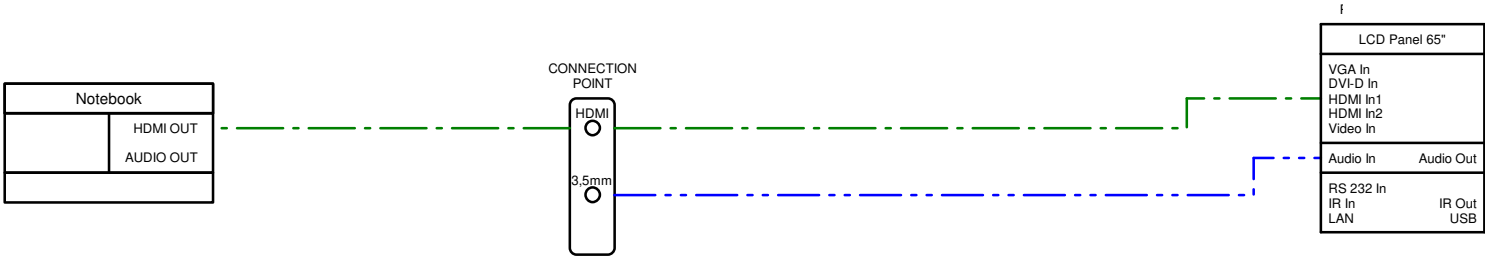 LCD Panel 65"
CONNECTION
POINT
VGA In
DVI-D In
HDMI In1
HDMI In2
Video In
Notebook
HDMI OUT
AUDIO OUT
HDMI
3,5mm
Audio In Audio Out
RS 232 In
IR In IR Out
LAN USB